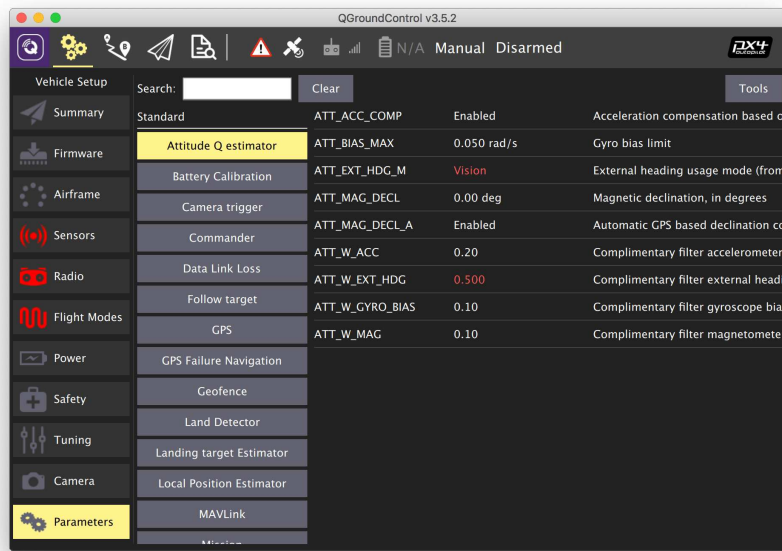 QGroundControl v3.5.2
N/A Manual Disarmed
px4
autopilot
Vehicle Setup
Summary
Firmware
Airframe
Sensors
Radio
Flight Modes
Power
Safety
Tuning
Camera
Parameters
Search: Clear Tools
Standard
Attitude Q estimator
Battery Calibration
Camera trigger
Commander
Data Link Loss
Follow target
GPS
GPS Failure Navigation
Geofence
Land Detector
Landing target Estimator
Local Position Estimator
MAVLink
Mission
ATT_ACC_COMP Enabled Acceleration compensation based o
ATT_BIAS_MAX 0.050 rad/s Gyro bias limit
ATT_EXT_HDG_M Vision External heading usage mode (from
ATT_MAG_DECL 0.00 deg Magnetic declination, in degrees
ATT_MAG_DECL_A Enabled Automatic GPS based declination co
ATT_W_ACC 0.20 Complimentary filter accelerometer
ATT_W_EXT_HDG 0.500 Complimentary filter external headi
ATT_W_GYRO_BIAS 0.10 Complimentary filter gyroscope bia
ATT_W_MAG 0.10 Complimentary filter magnetomete